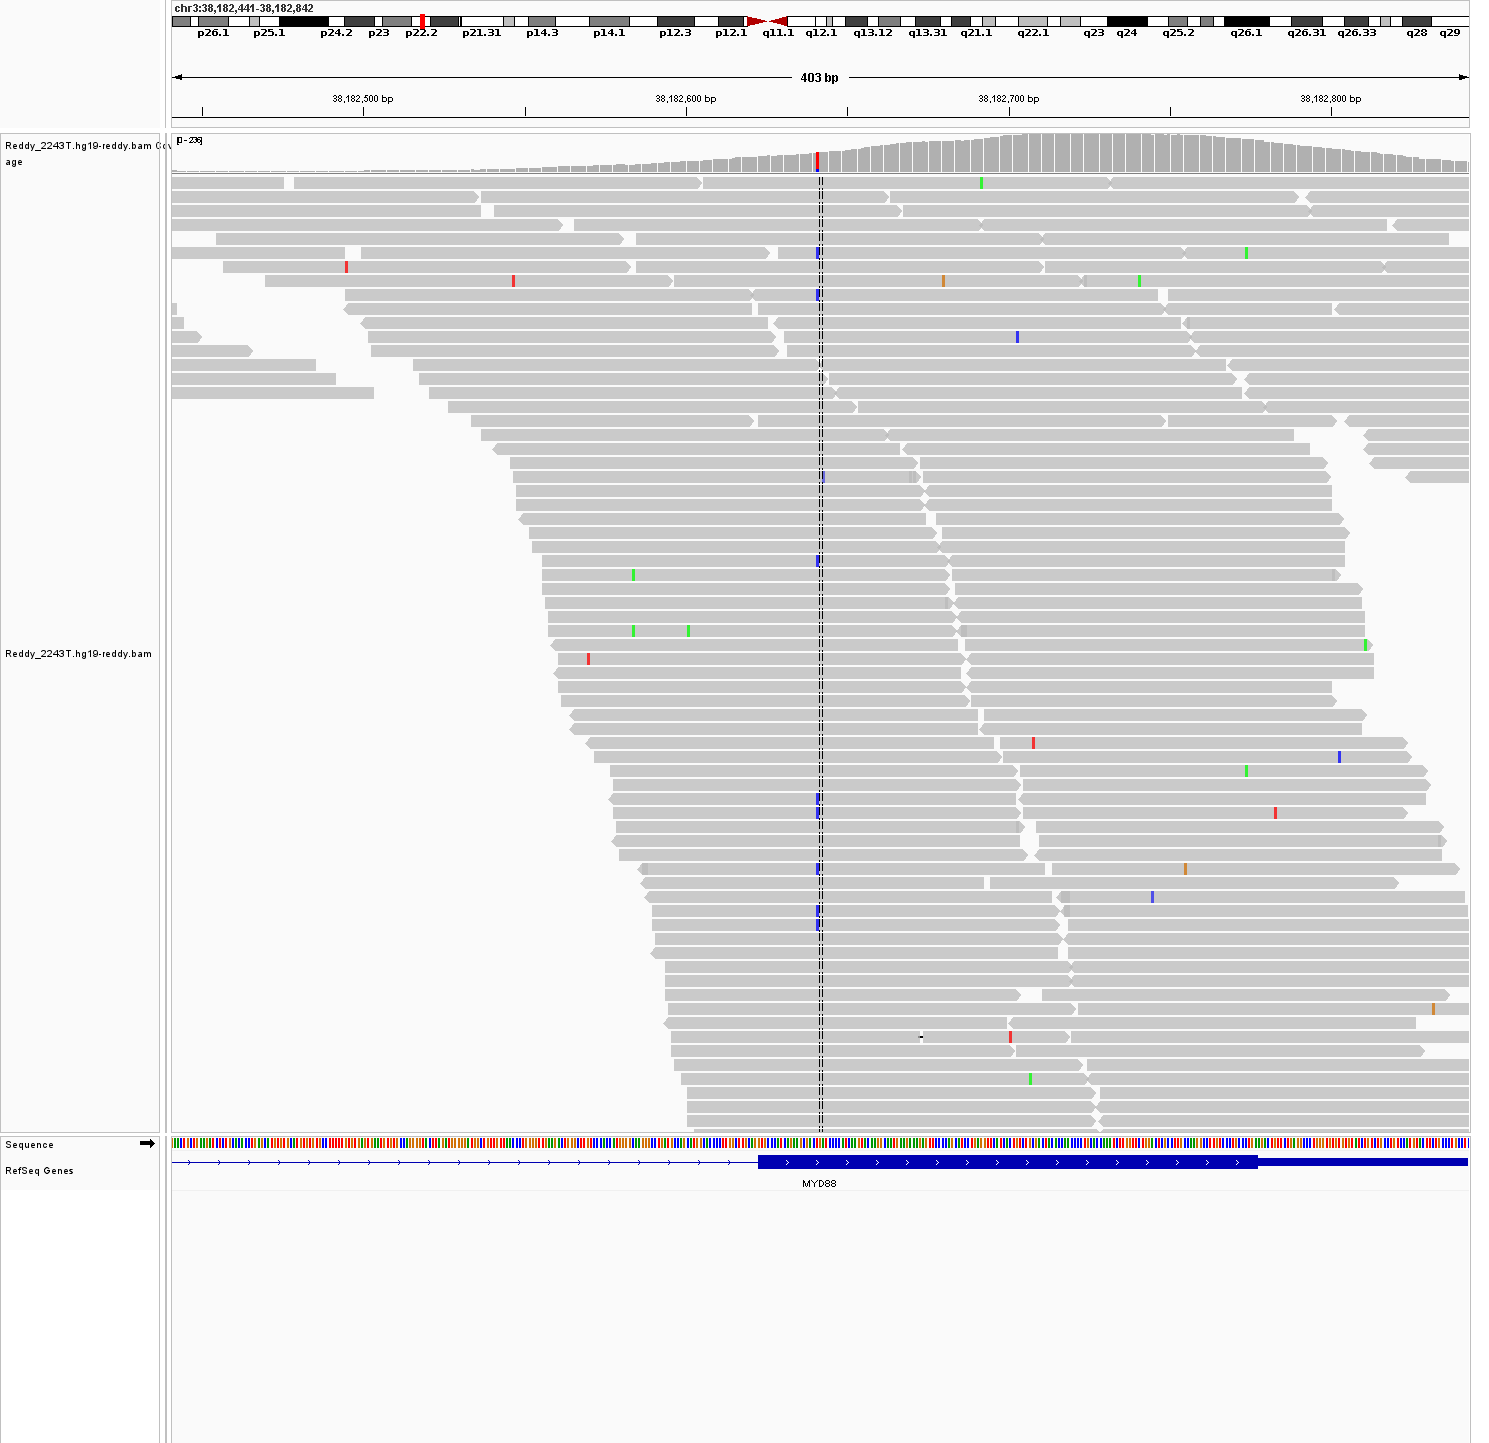 chr3:38,182,441-38,182,842
p26.1 p25.1 p24.2 p23 p22.2 p21.31 p14.3 p14.1 p12.3 p12.1 q11.1 q12.1 q13.12 q13.31 q21.1 q22.1 q23 q24 q25.2 q26.1 q26.31 q26.33 q28 q29
403 bp
38,182,500 bp 38,182,600 bp 38,182,700 bp 38,182,800 bp
[0 - 236]
Reddy_2243T.hg19-reddy.bam Cov
age
Reddy_2243T.hg19-reddy.bam
Sequence
RefSeq Genes
MYD88